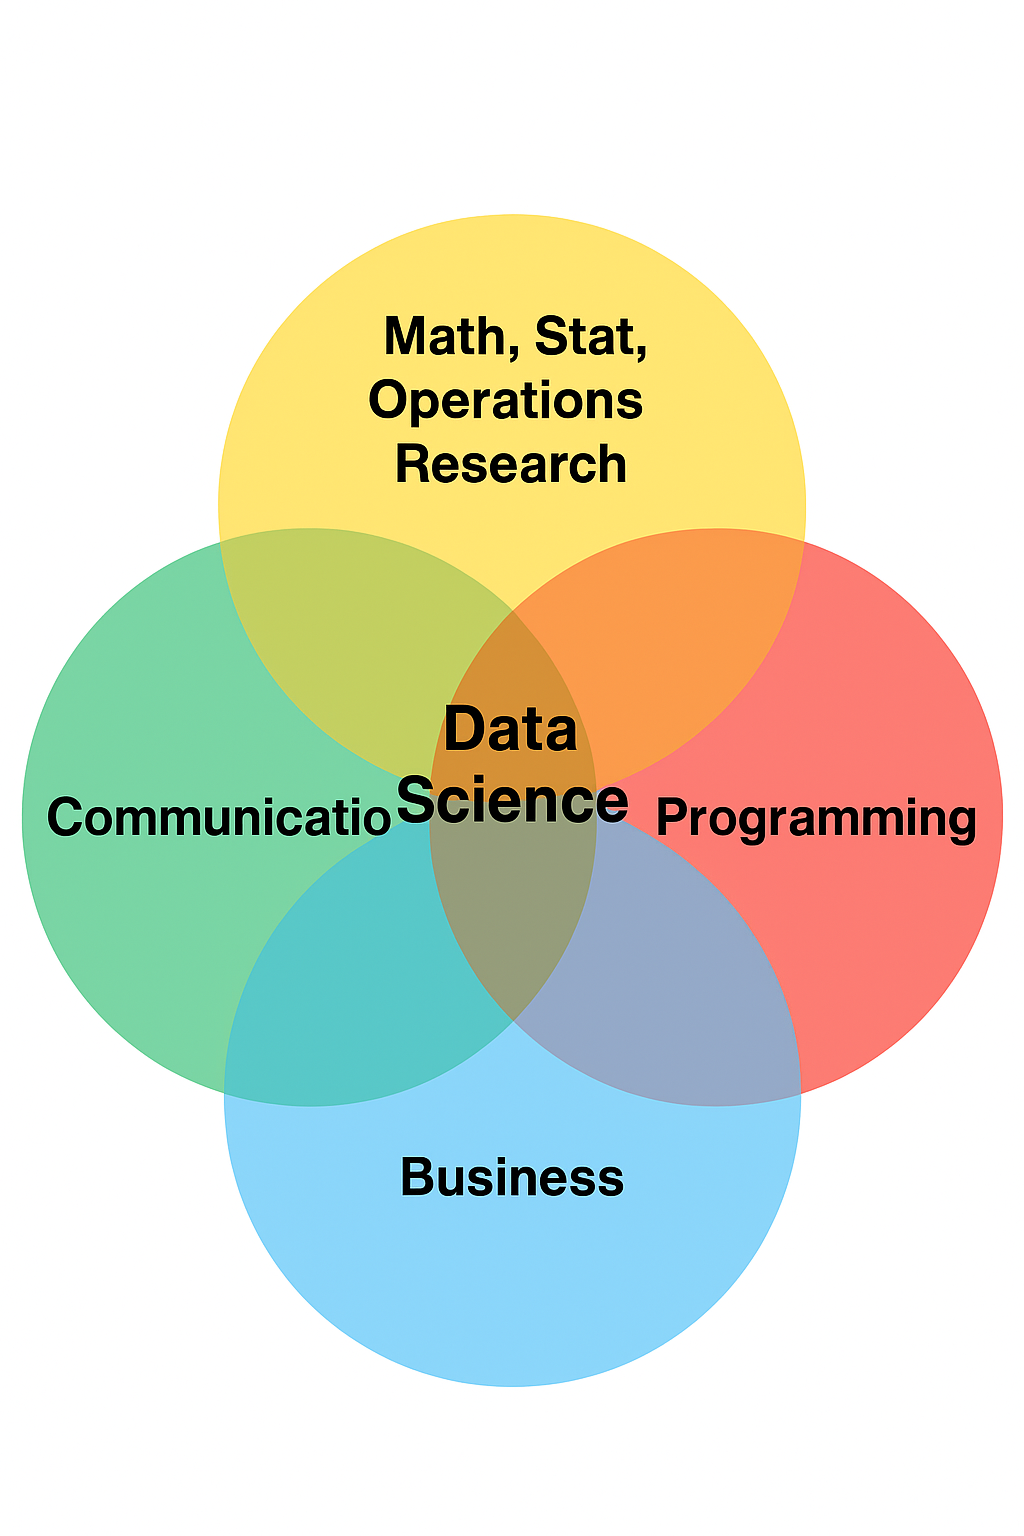 Math, Stat,
Operations
Research
Data
Science
Communicatio
Programming
Business